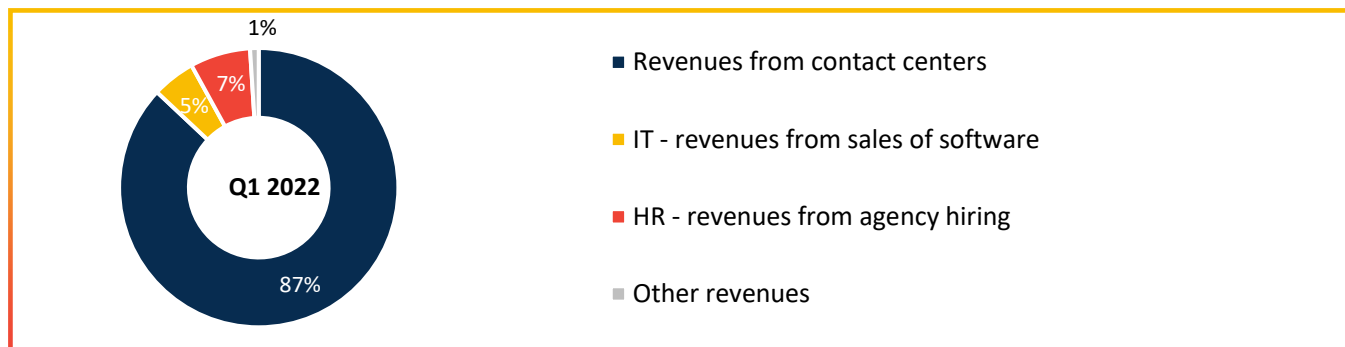 1%
7%
5%
Q1 2022
87%
Revenues from contact centers
IT - revenues from sales of software
HR - revenues from agency hiring
Other revenues